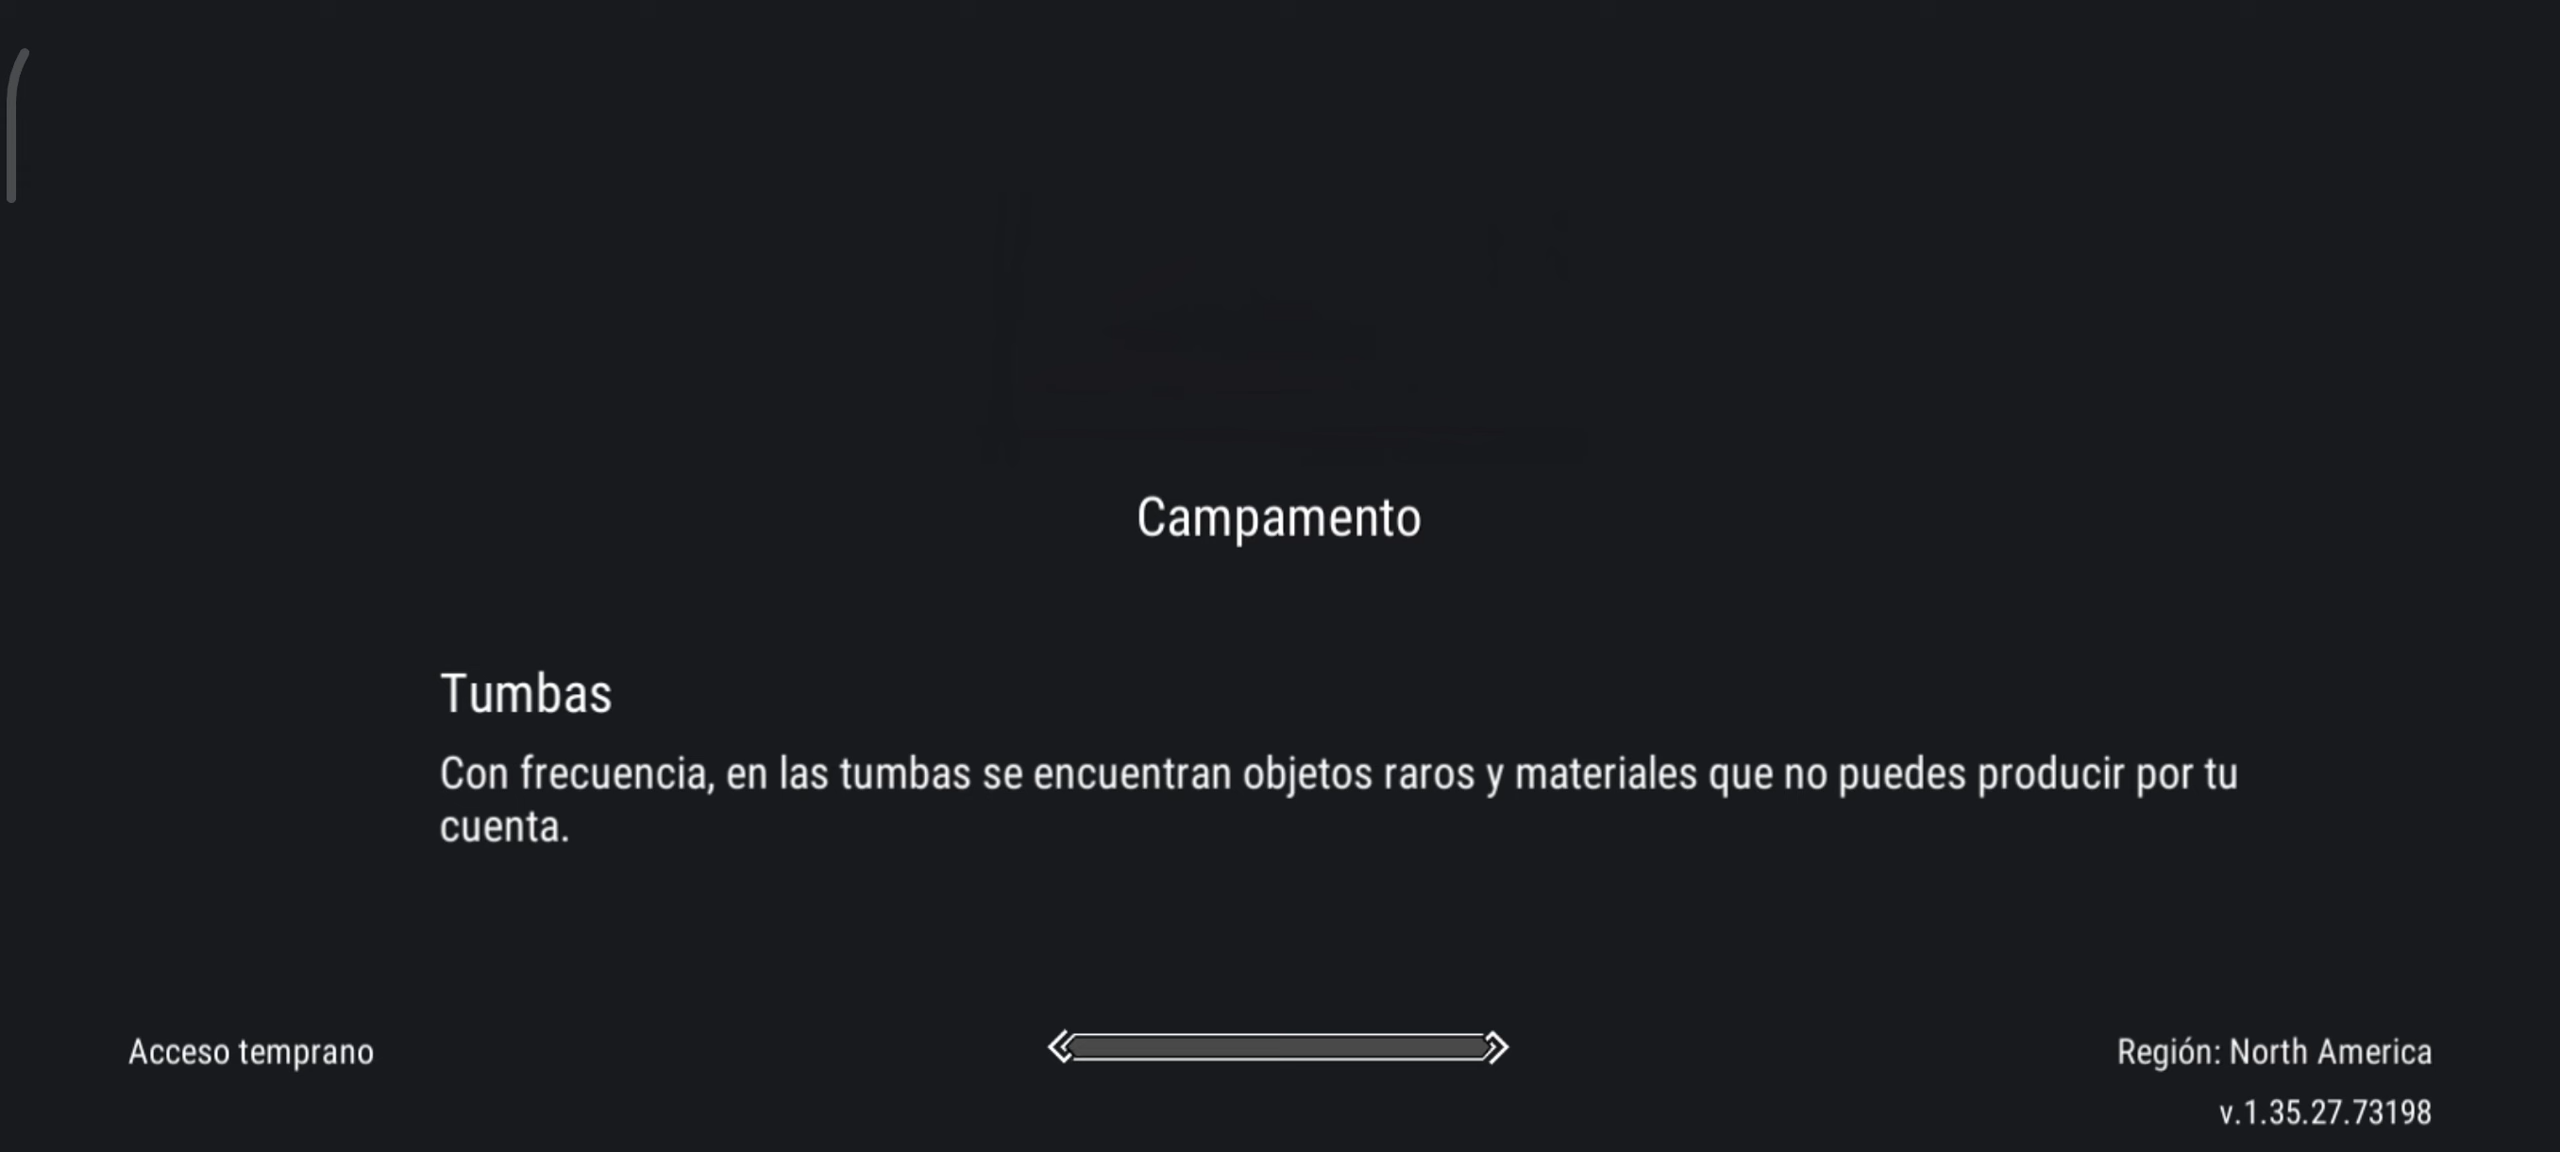 Campamento
Tumbas
Con frecuencia, en las tumbas se encuentran objetos raros y materiales que no puedes producir por tu
cuenta.
Acceso temprano
Región: North America
v.1.35.27.73198